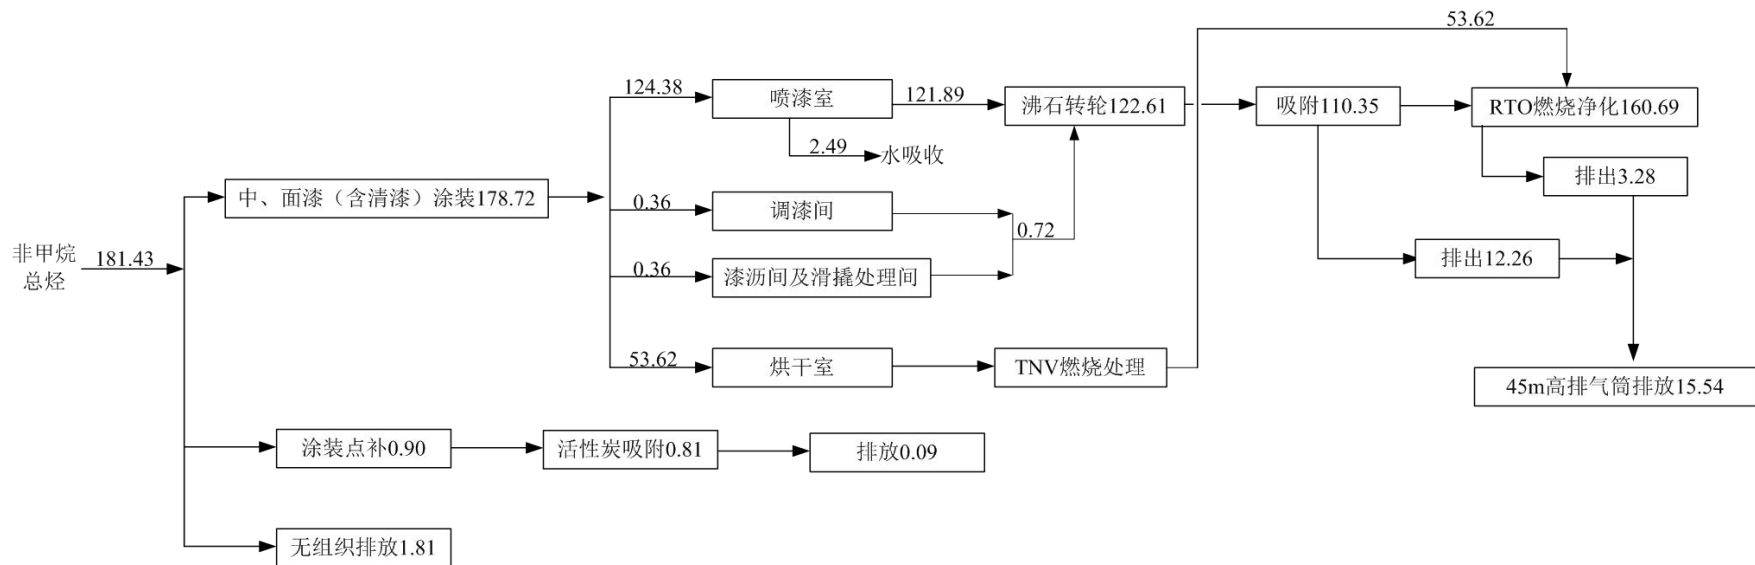 53.62
124.38
喷漆室
121.89
沸石转轮122.61
吸附110.35
RTO燃烧净化160.69
2.49
水吸收
排出3.28
中、面漆（含清漆）涂装178.72
0.36
调漆间
0.72
非甲烷
总烃
181.43
排出12.26
0.36
漆沥间及滑撬处理间
53.62
烘干室
TNV燃烧处理
45m高排气筒排放15.54
涂装点补0.90
活性炭吸附0.81
排放0.09
无组织排放1.81